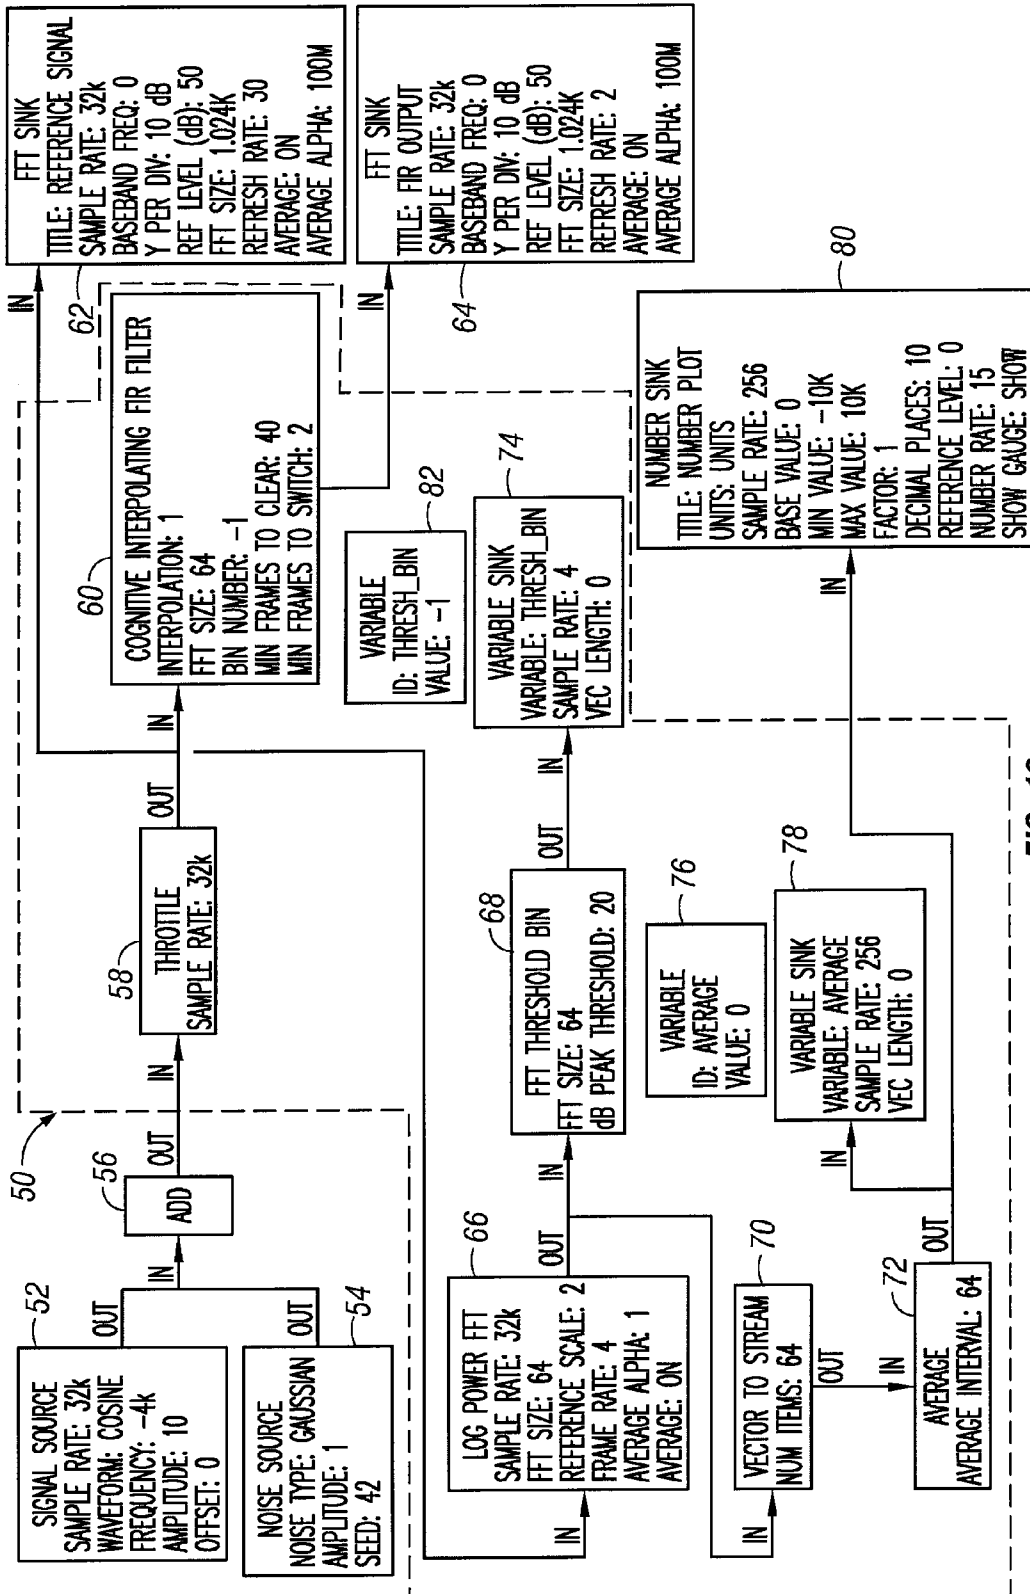 50
52
SIGNAL SOURCE
SAMPLE RATE: 32k
WAVEFORM: COSINE
FREQUENCY: -4k
AMPLITUDE: 10
OFFSET: 0
OUT
54
NOISE SOURCE
NOISE TYPE: GAUSSIAN
AMPLITUDE: 1
SEED: 42
OUT
IN
56
ADD
OUT
IN
58
THROTTLE
SAMPLE RATE: 32k
OUT
IN
60
COGNITIVE INTERPOLATING FIR FILTER
INTERPOLATION: 1
FFT SIZE: 64
BIN NUMBER: -1
MIN FRAMES TO CLEAR: 40
MIN FRAMES TO SWITCH: 2
IN
62
FFT SINK
TITLE: REFERENCE SIGNAL
SAMPLE RATE: 32k
BASEBAND FREQ: 0
Y PER DIV: 10 dB
REF LEVEL (dB): 50
FFT SIZE: 1.024K
REFRESH RATE: 30
AVERAGE: ON
AVERAGE ALPHA: 100M
IN
64
FFT SINK
TITLE: FIR OUTPUT
SAMPLE RATE: 32k
BASEBAND FREQ: 0
Y PER DIV: 10 dB
REF LEVEL (dB): 50
FFT SIZE: 1.024K
REFRESH RATE: 2
AVERAGE: ON
AVERAGE ALPHA: 100M
82
VARIABLE
ID: THRESH_BIN
VALUE: -1
IN
66
LOG POWER FFT
SAMPLE RATE: 32k
FFT SIZE: 64
REFERENCE SCALE: 2
FRAME RATE: 4
AVERAGE ALPHA: 1
AVERAGE: ON
OUT
IN
68
FFT THRESHOLD BIN
FFT SIZE: 64
dB PEAK THRESHOLD: 20
OUT
IN
74
VARIABLE SINK
VARIABLE: THRESH_BIN
SAMPLE RATE: 4
VEC LENGTH: 0
76
VARIABLE
ID: AVERAGE
VALUE: 0
IN
70
VECTOR TO STREAM
NUM ITEMS: 64
OUT
IN
72
AVERAGE
AVERAGE INTERVAL: 64
OUT
IN
78
VARIABLE SINK
VARIABLE: AVERAGE
SAMPLE RATE: 256
VEC LENGTH: 0
IN
80
NUMBER SINK
TITLE: NUMBER PLOT
UNITS: UNITS
SAMPLE RATE: 256
BASE VALUE: 0
MIN VALUE: -10K
MAX VALUE: 10K
FACTOR: 1
DECIMAL PLACES: 10
REFERENCE LEVEL: 0
NUMBER RATE: 15
SHOW GAUGE: SHOW